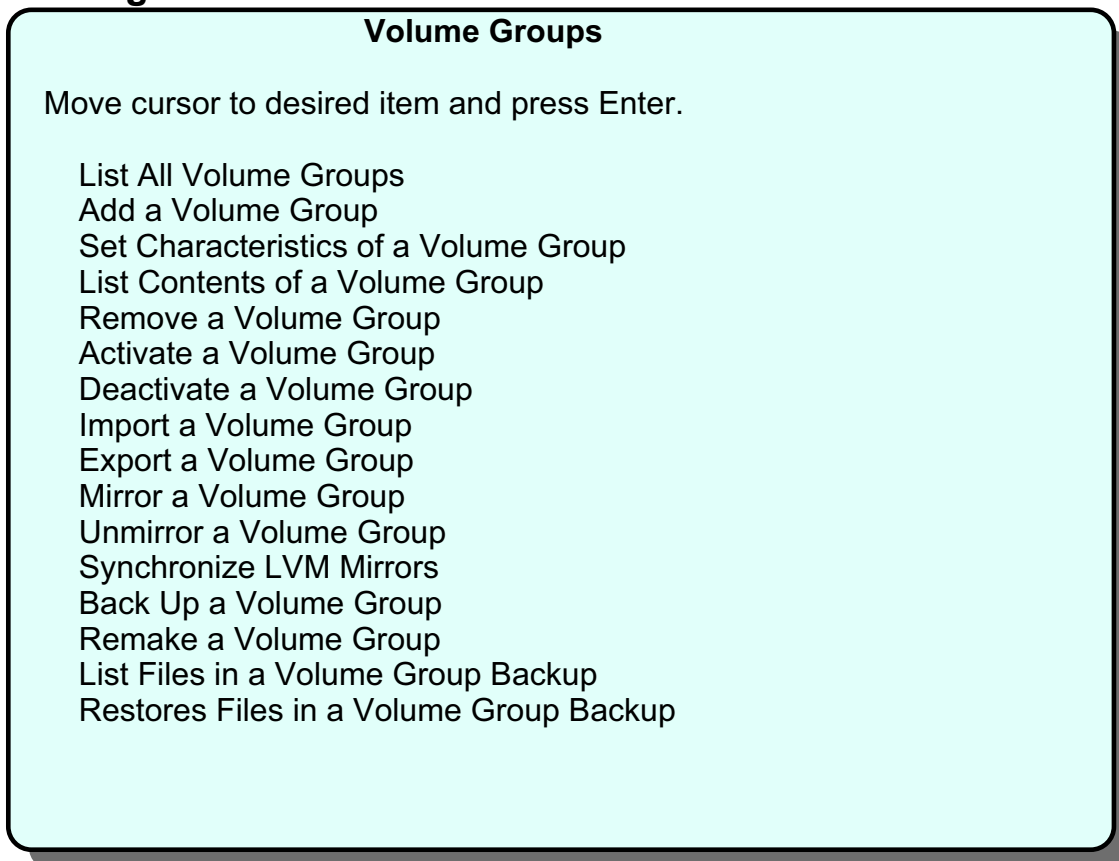 Volume Groups
Move cursor to desired item and press Enter.
List All Volume Groups
Add a Volume Group
Set Characteristics of a Volume Group
List Contents of a Volume Group
Remove a Volume Group
Activate a Volume Group
Deactivate a Volume Group
Import a Volume Group
Export a Volume Group
Mirror a Volume Group
Unmirror a Volume Group
Synchronize LVM Mirrors
Back Up a Volume Group
Remake a Volume Group
List Files in a Volume Group Backup
Restores Files in a Volume Group Backup